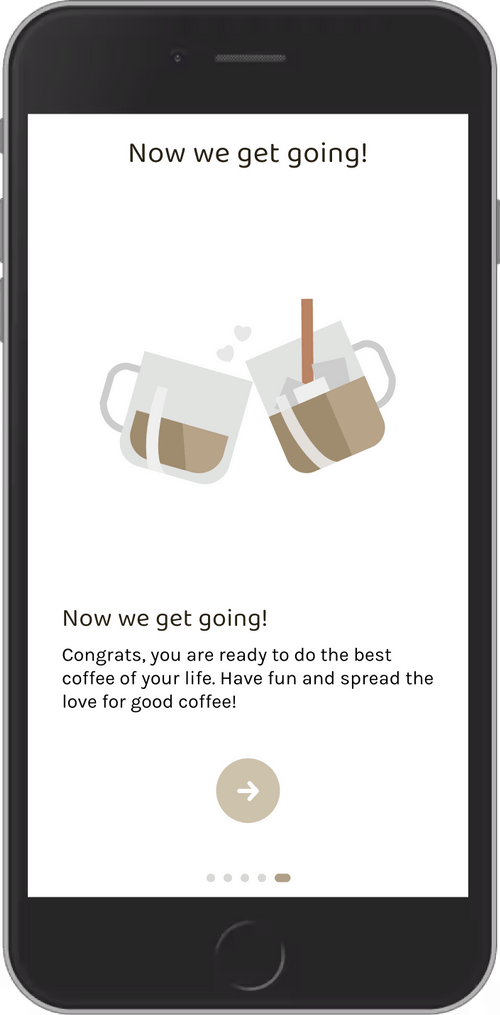 Now we get going!
Now we get going!
Congrats, you are ready to do the best
coffee of your life. Have fun and spread the
love for good coffee!